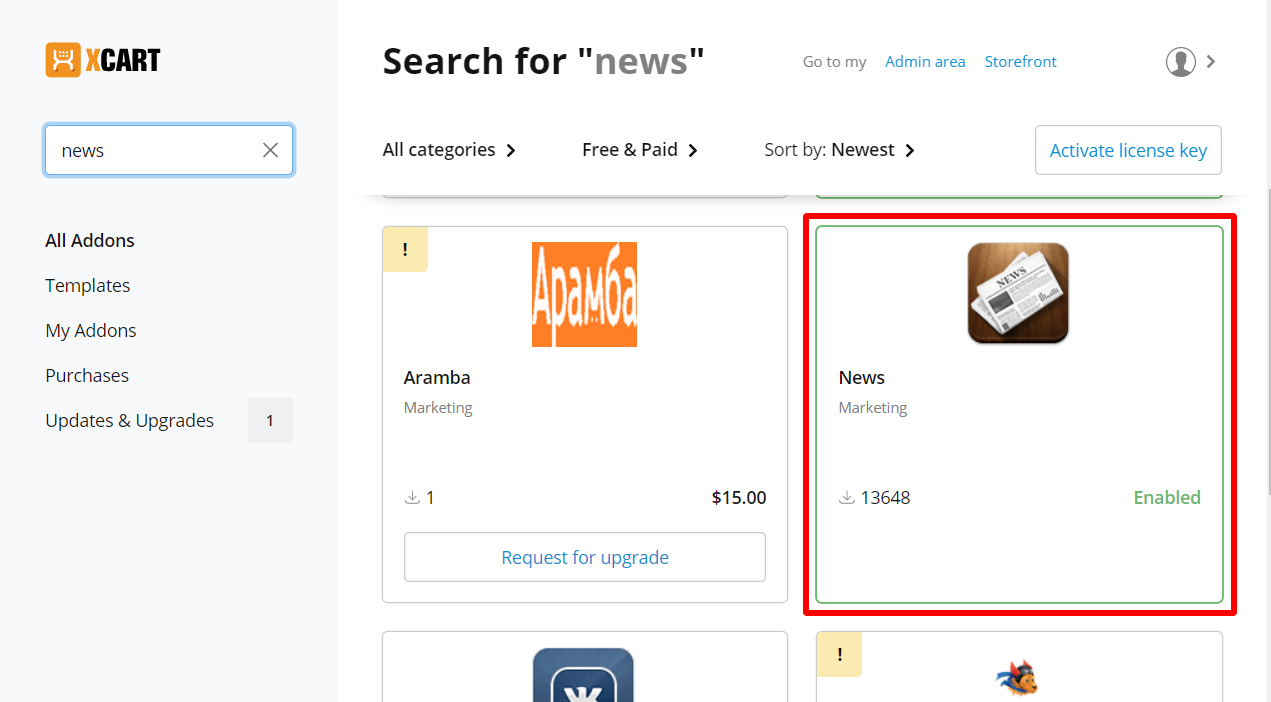 XCART
Search for "news"
Go to my Admin area Storefront
news
All categories Free & Paid Sort by: Newest Activate license key
All Addons
Templates
My Addons
Purchases
Updates & Upgrades 1
!
Арамба
Aramba
Marketing
1 $15.00
Request for upgrade
NEWS
News
Marketing
13648 Enabled
!